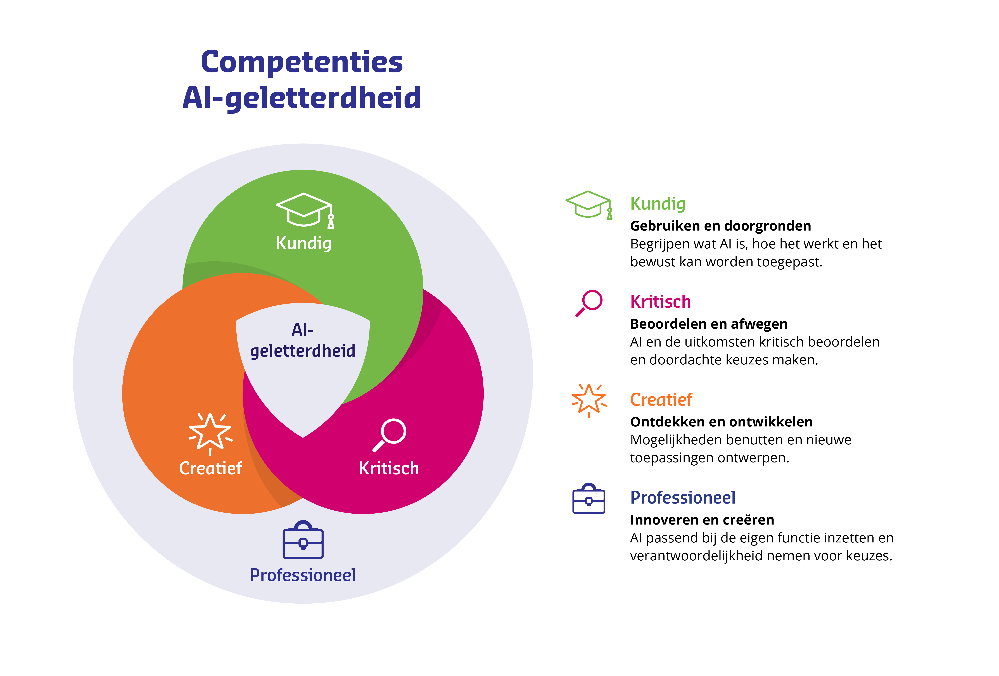 Competenties
AI-geletterdheid
Kundig
AI-
geletterdheid
Creatief
Kritisch
Professioneel
Kundig
Gebruiken en doorgronden
Begrijpen wat AI is, hoe het werkt en het
bewust kan worden toegepast.
Kritisch
Beoordelen en afwegen
AI en de uitkomsten kritisch beoordelen
en doordachte keuzes maken.
Creatief
Ontdekken en ontwikkelen
Mogelijkheden benutten en nieuwe
toepassingen ontwerpen.
Professioneel
Innoveren en creëren
AI passend bij de eigen functie inzetten en
verantwoordelijkheid nemen voor keuzes.